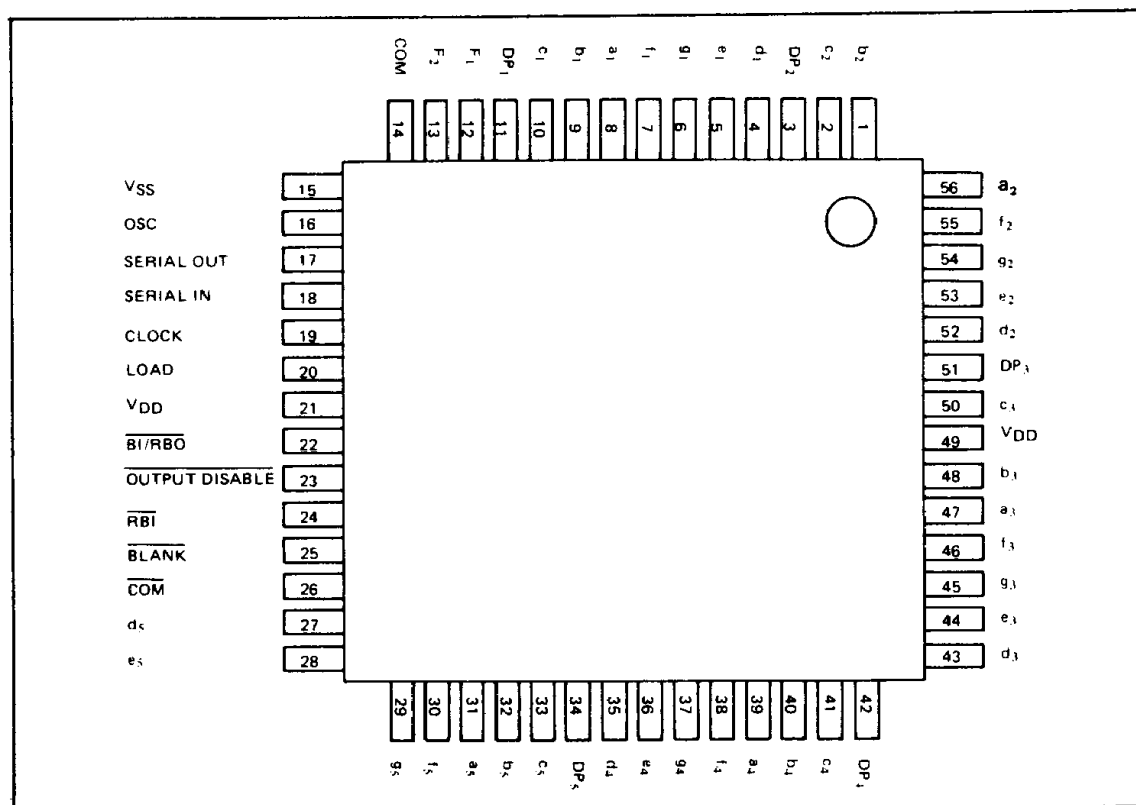 COM F₂ F₁ DP₁ c₁ b₁ a₁ f₁ g₁ e₁ d₁ DP₂ c₂ b₂
14 13 12 11 10 9 8 7 6 5 4 3 2 1
VSS 15
OSC 16
SERIAL OUT 17
SERIAL IN 18
CLOCK 19
LOAD 20
VDD 21
BI/RBO 22
OUTPUT DISABLE 23
RBI 24
BLANK 25
COM 26
d₅ 27
e₅ 28
56 a₂
55 f₂
54 g₂
53 e₂
52 d₂
51 DP₃
50 c₃
49 VDD
48 b₃
47 a₃
46 f₃
45 g₃
44 e₃
43 d₃
29 30 31 32 33 34 35 36 37 38 39 40 41 42
g₅ f₅ a₅ b₅ c₅ DP₅ d₄ e₄ g₄ f₄ a₄ b₄ c₄ DP₄